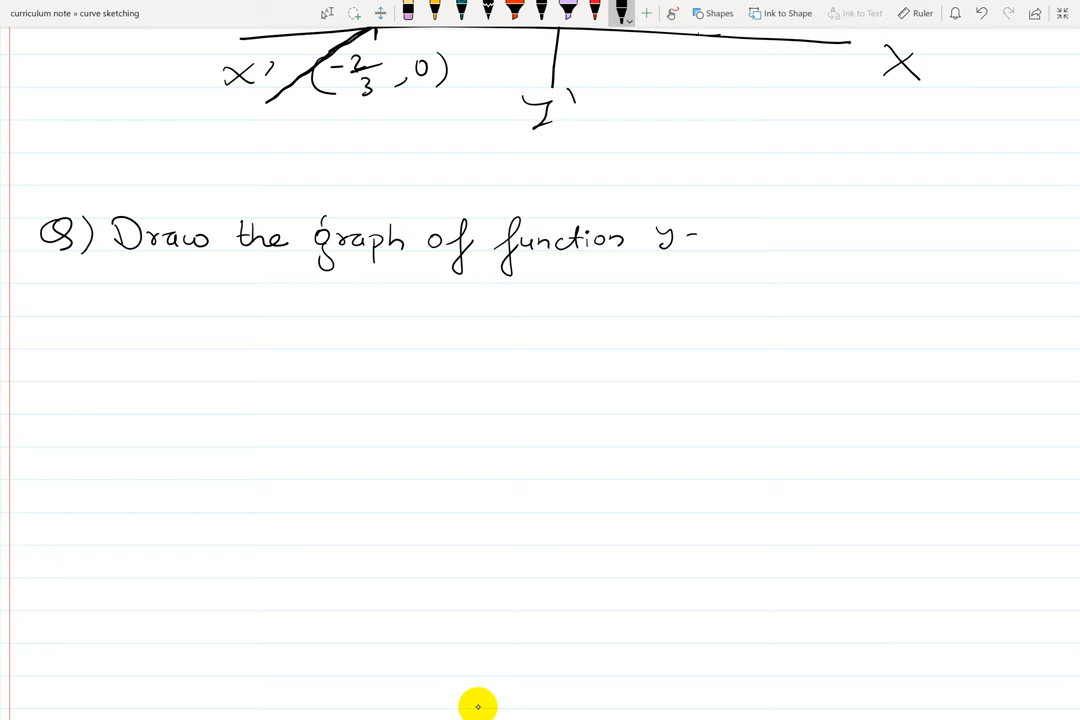 curriculum note » curve sketching
Shapes Ink to Shape Ink to Text Ruler
X' (-2/3, 0) X
Y'
Q) Draw the graph of function y-